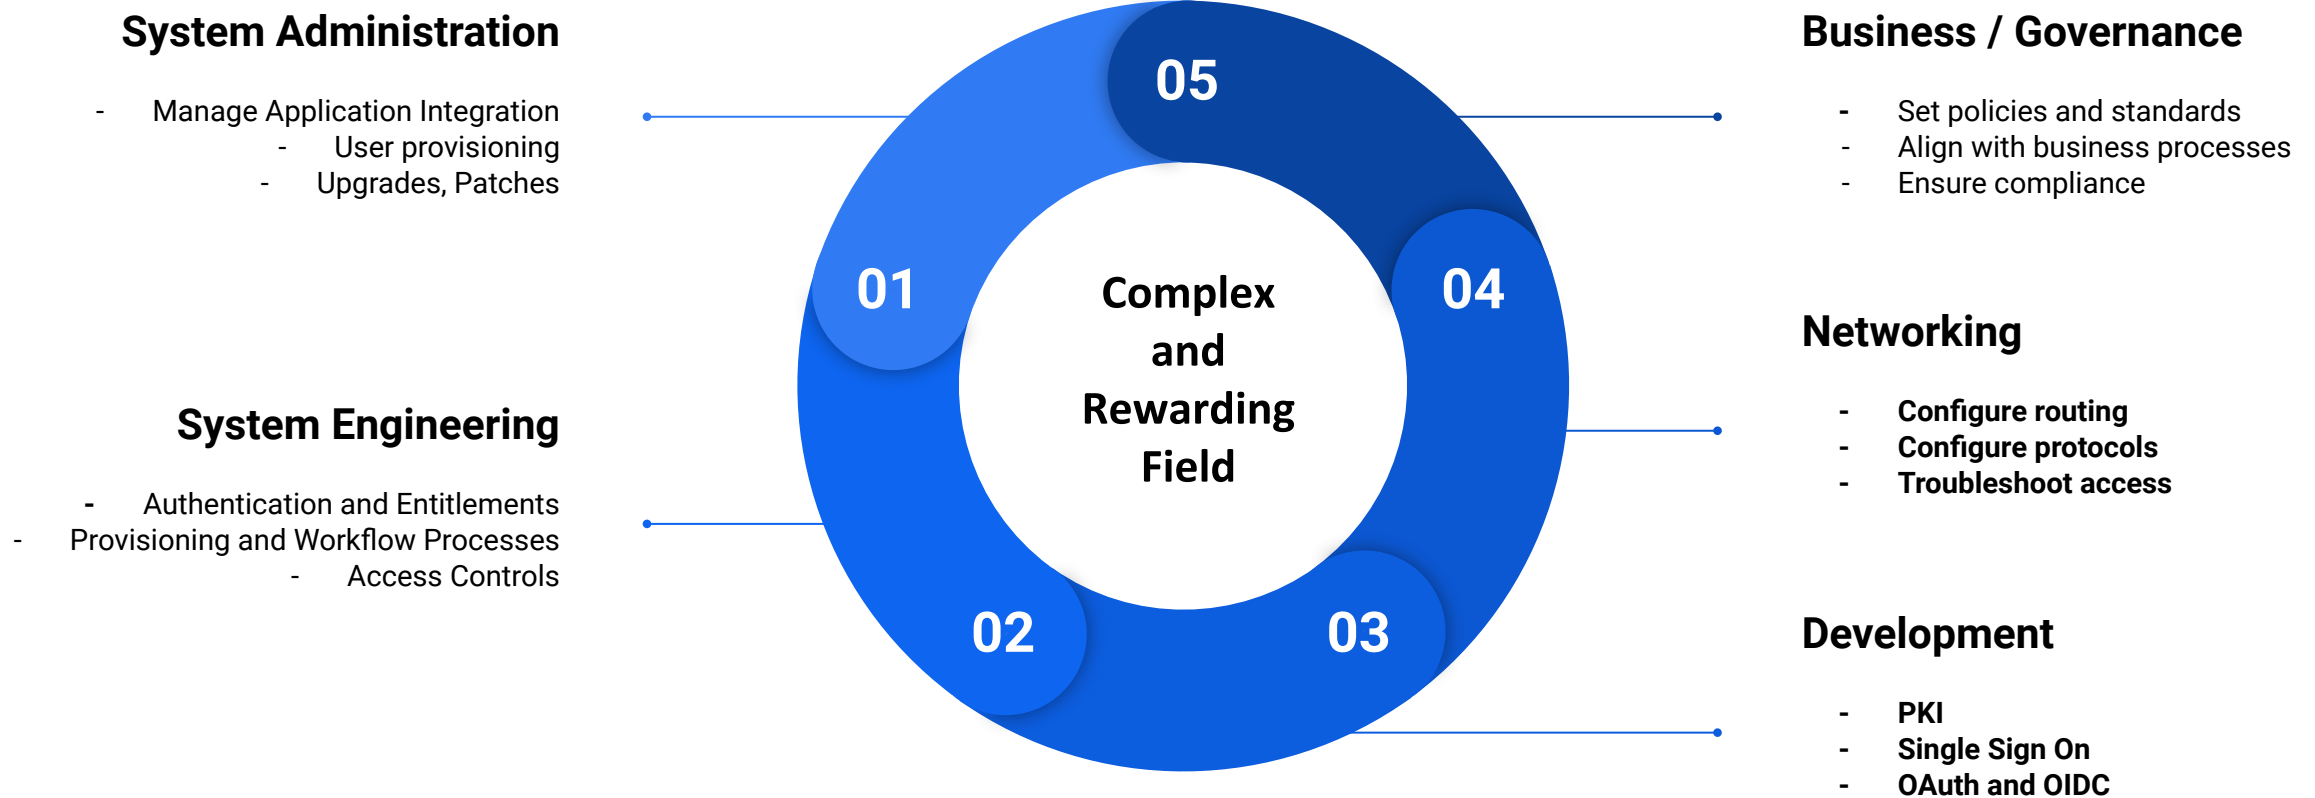 System Administration
- Manage Application Integration
- User provisioning
- Upgrades, Patches
System Engineering
- Authentication and Entitlements
- Provisioning and Workflow Processes
- Access Controls
05
01
04
02
03
Complex
and
Rewarding
Field
Business / Governance
- Set policies and standards
- Align with business processes
- Ensure compliance
Networking
- Configure routing
- Configure protocols
- Troubleshoot access
Development
- PKI
- Single Sign On
- OAuth and OIDC